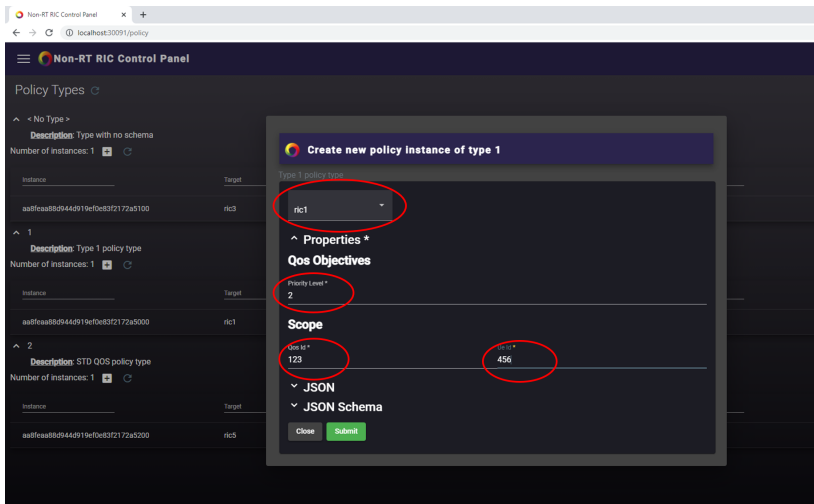 Non-RT RIC Control Panel
localhost:30091/policy
Non-RT RIC Control Panel
Policy Types
< No Type >
Description: Type with no schema
Number of instances: 1
Instance Target
aa8feaa88d944d919ef0e83f2172a5100 ric3
1
Description: Type 1 policy type
Number of instances: 1
Instance Target
aa8feaa88d944d919ef0e83f2172a5000 ric1
2
Description: STD QOS policy type
Number of instances: 1
Instance Target
aa8feaa88d944d919ef0e83f2172a5200 ric5
Create new policy instance of type 1
Type 1 policy type
ric1
Properties *
Qos Objectives
Priority Level *
2
Scope
Qos Id * Ue Id *
123 456
JSON
JSON Schema
Close Submit